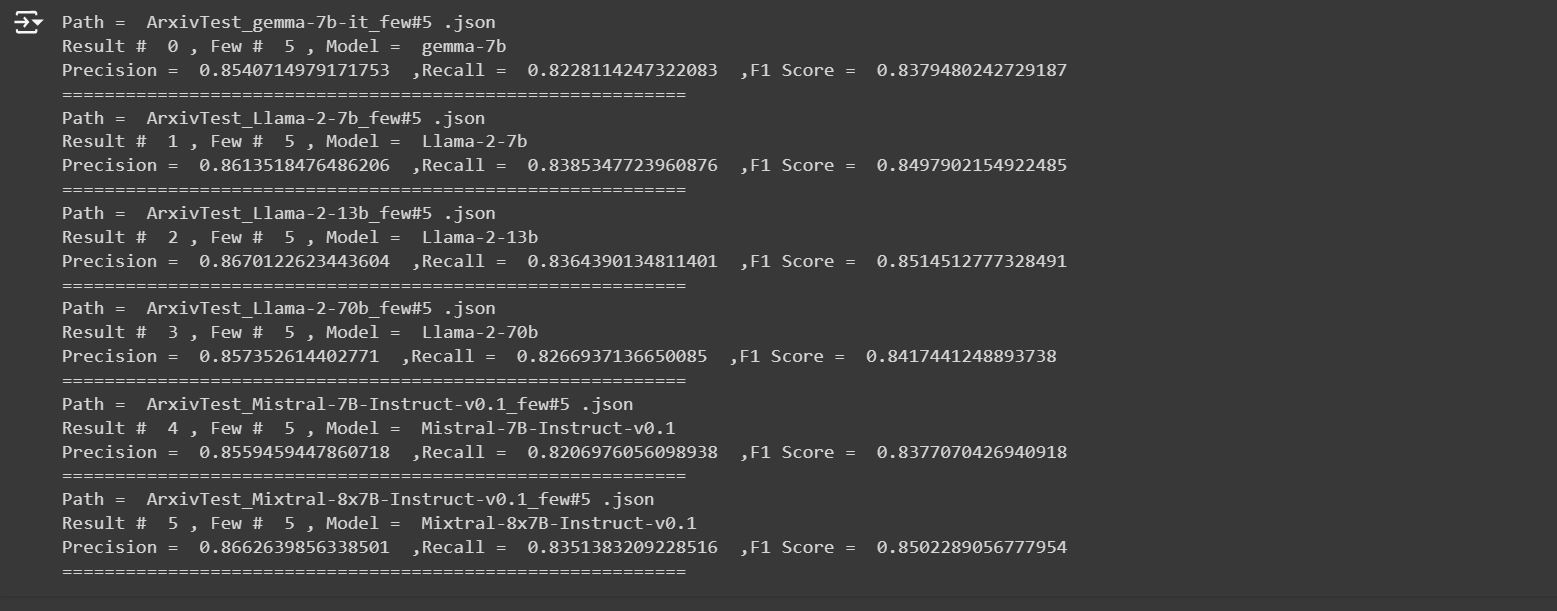 Path =  ArxivTest_gemma-7b-it_few#5 .json
Result #  0 , Few #  5 , Model =  gemma-7b
Precision =  0.8540714979171753  ,Recall =  0.8228114247322083  ,F1 Score =  0.8379480242729187
===========================================================
Path =  ArxivTest_Llama-2-7b_few#5 .json
Result #  1 , Few #  5 , Model =  Llama-2-7b
Precision =  0.8613518476486206  ,Recall =  0.8385347723960876  ,F1 Score =  0.8497902154922485
===========================================================
Path =  ArxivTest_Llama-2-13b_few#5 .json
Result #  2 , Few #  5 , Model =  Llama-2-13b
Precision =  0.8670122623443604  ,Recall =  0.8364390134811401  ,F1 Score =  0.8514512777328491
===========================================================
Path =  ArxivTest_Llama-2-70b_few#5 .json
Result #  3 , Few #  5 , Model =  Llama-2-70b
Precision =  0.857352614402771  ,Recall =  0.8266937136650085  ,F1 Score =  0.8417441248893738
===========================================================
Path =  ArxivTest_Mistral-7B-Instruct-v0.1_few#5 .json
Result #  4 , Few #  5 , Model =  Mistral-7B-Instruct-v0.1
Precision =  0.8559459447860718  ,Recall =  0.8206976056098938  ,F1 Score =  0.8377070426940918
===========================================================
Path =  ArxivTest_Mixtral-8x7B-Instruct-v0.1_few#5 .json
Result #  5 , Few #  5 , Model =  Mixtral-8x7B-Instruct-v0.1
Precision =  0.8662639856338501  ,Recall =  0.8351383209228516  ,F1 Score =  0.8502289056777954
===========================================================